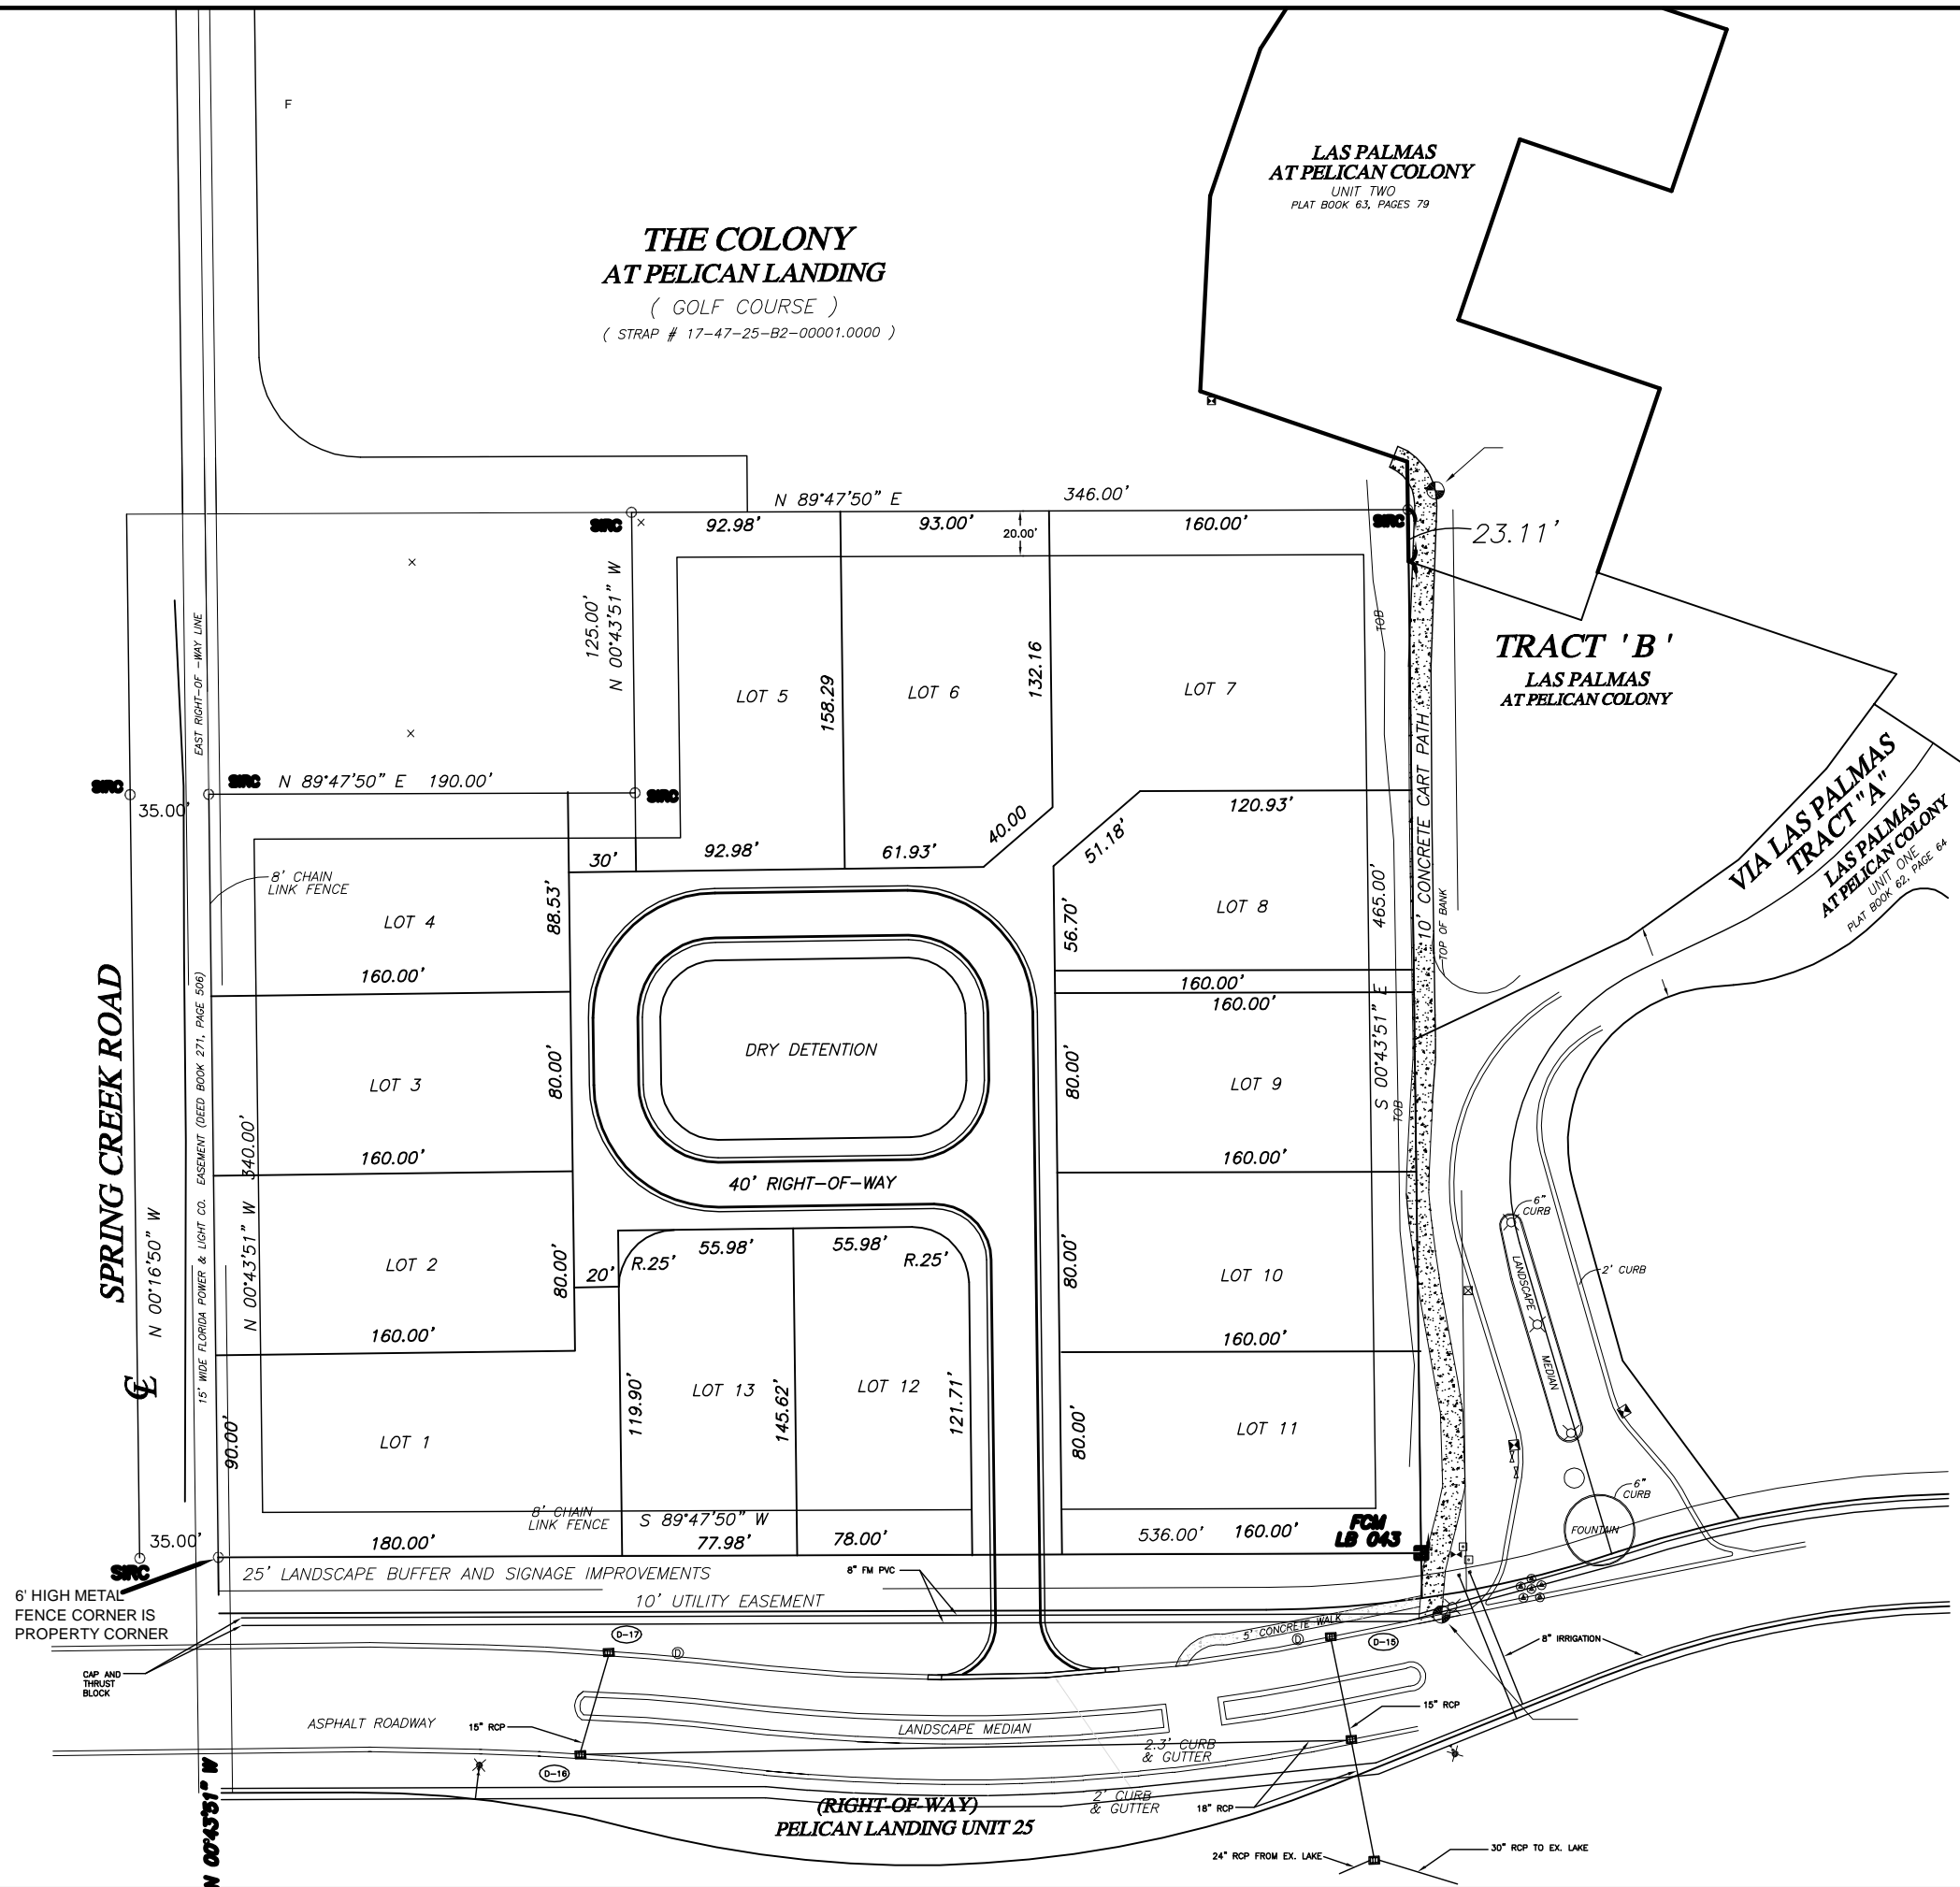 F
LAS PALMAS
AT PELICAN COLONY
UNIT TWO
PLAT BOOK 63, PAGES 79
THE COLONY
AT PELICAN LANDING
( GOLF COURSE )
( STRAP # 17-47-25-B2-00001.0000 )
N 89°47'50" E
346.00'
SIRC
92.98'
93.00'
20.00'
160.00'
SIRC
23.11'
125.00'
N 00°43'51" W
EAST RIGHT-OF -WAY LINE
TOB
TRACT 'B'
LAS PALMAS
AT PELICAN COLONY
LOT 5
158.29
LOT 6
132.16
LOT 7
10' CONCRETE CART PATH
SIRC
35.00'
SIRC
N 89°47'50" E 190.00'
SIRC
VIA LAS PALMAS
TRACT "A"
LAS PALMAS
AT PELICAN COLONY
UNIT ONE
PLAT BOOK 62, PAGE 64
120.93'
40.00
51.18'
30'
92.98'
61.93'
8' CHAIN
LINK FENCE
LOT 4
88.53'
56.70'
LOT 8
465.00'
TOP OF BANK
160.00'
160.00'
160.00'
SPRING CREEK ROAD
N 00°16'50" W
15' WIDE FLORIDA POWER & LIGHT CO. EASEMENT (DEED BOOK 271, PAGE 506)
DRY DETENTION
LOT 3
80.00'
80.00'
LOT 9
S 00°43'51" E
TOB
N 00°43'51" W 340.00'
160.00'
160.00'
40' RIGHT-OF-WAY
6"
CURB
55.98'
55.98'
R.25'
R.25'
LOT 2
80.00'
20'
80.00'
LOT 10
LANDSCAPE
MEDIAN
2' CURB
160.00'
160.00'
℄
LOT 13
119.90'
145.62'
LOT 12
121.71'
LOT 1
90.00'
80.00'
LOT 11
6"
CURB
8' CHAIN
LINK FENCE
S 89°47'50" W
35.00'
180.00'
77.98'
78.00'
536.00'
160.00'
FCM
LB 043
FOUNTAIN
SIRC
25' LANDSCAPE BUFFER AND SIGNAGE IMPROVEMENTS
8" FM PVC
10' UTILITY EASEMENT
6' HIGH METAL
FENCE CORNER IS
PROPERTY CORNER
D-17
D
5' CONCRETE WALK
D
D-15
8" IRRIGATION
CAP AND
THRUST
BLOCK
ASPHALT ROADWAY
15" RCP
LANDSCAPE MEDIAN
15" RCP
2.3' CURB
& GUTTER
D-16
2' CURB
& GUTTER
18" RCP
(RIGHT-OF-WAY)
PELICAN LANDING UNIT 25
N 00°43'51" W
24" RCP FROM EX. LAKE
30" RCP TO EX. LAKE